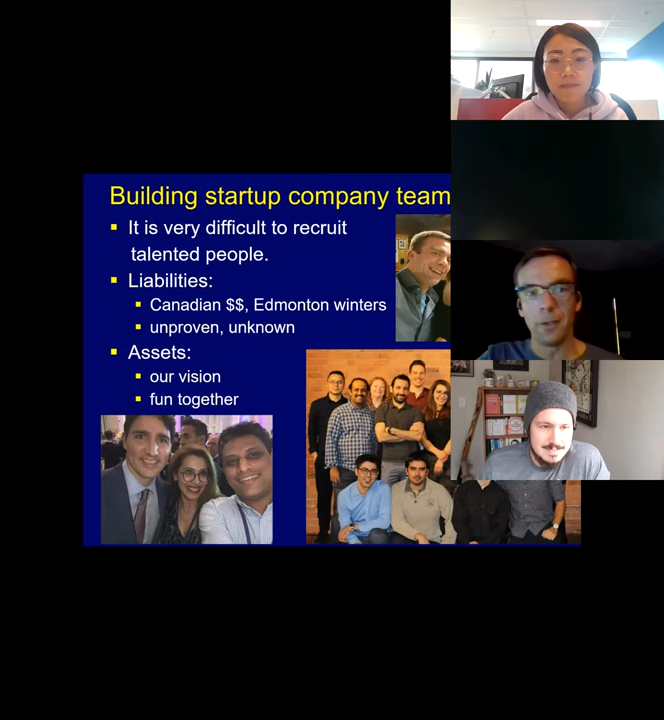 Building startup company team
It is very difficult to recruit
talented people.
Liabilities:
Canadian $$, Edmonton winters
unproven, unknown
Assets:
our vision
fun together